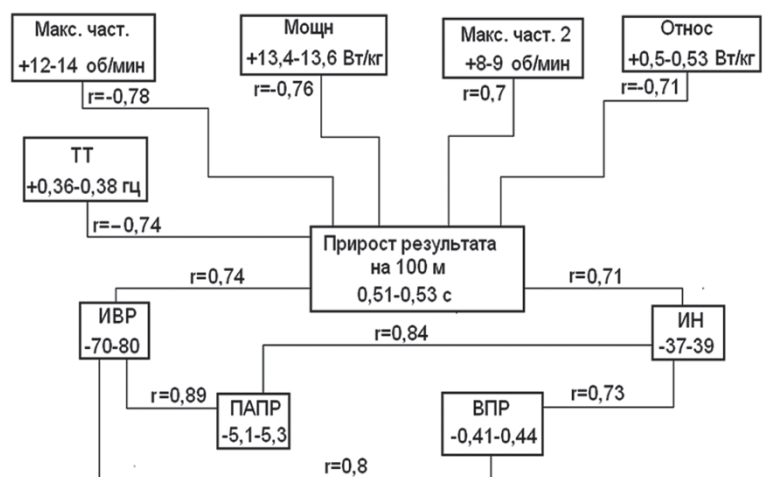 Макс. част.
+12-14 об/мин
r=-0,78
Мощн
+13,4-13,6 Вт/кг
r=-0,76
Макс. част. 2
+8-9 об/мин
r=0,7
Относ
+0,5-0,53 Вт/кг
r=-0,71
ТТ
+0,36-0,38 гц
r=-0,74
Прирост результата
на 100 м
0,51-0,53 с
r=0,74
r=0,71
ИВР
-70-80
ИН
-37-39
r=0,84
r=0,89
r=0,73
ПАПР
-5,1-5,3
ВПР
-0,41-0,44
r=0,8